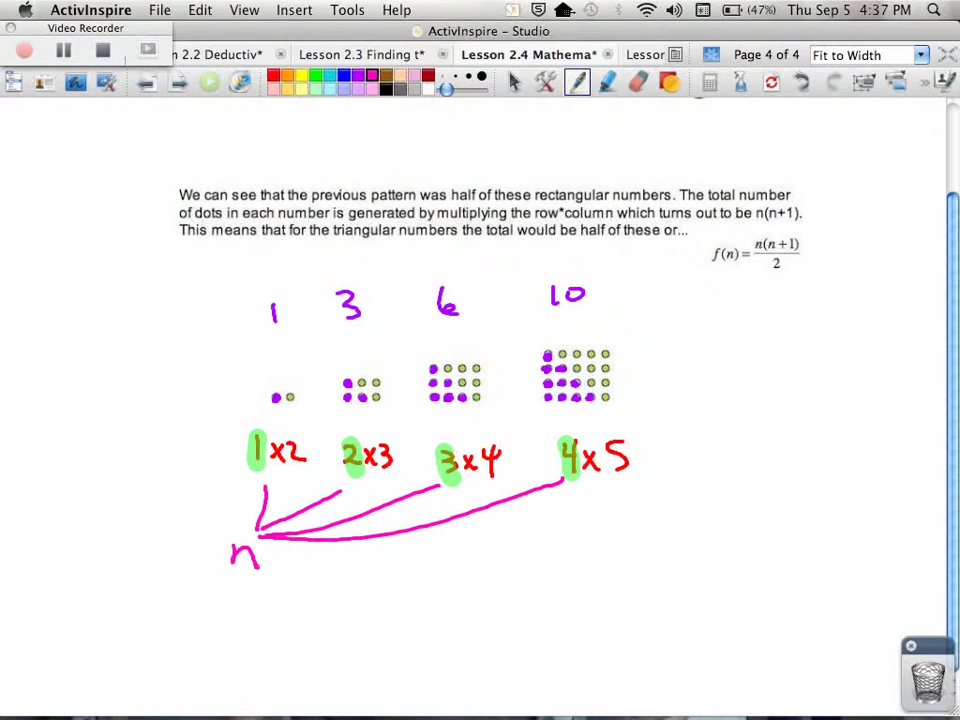 ActivInspire File Edit View Insert Tools Help (47%) Thu Sep 5 4:37 PM
Video Recorder
ActivInspire - Studio
n 2.2 Deductiv* Lesson 2.3 Finding t* Lesson 2.4 Mathema* Lessor Page 4 of 4 Fit to Width
We can see that the previous pattern was half of these rectangular numbers. The total number
of dots in each number is generated by multiplying the row*column which turns out to be n(n+1).
This means that for the triangular numbers the total would be half of these or...
f(n) = n(n+1)/2
1 3 6 10
1x2 2x3 3x4 4x5
n